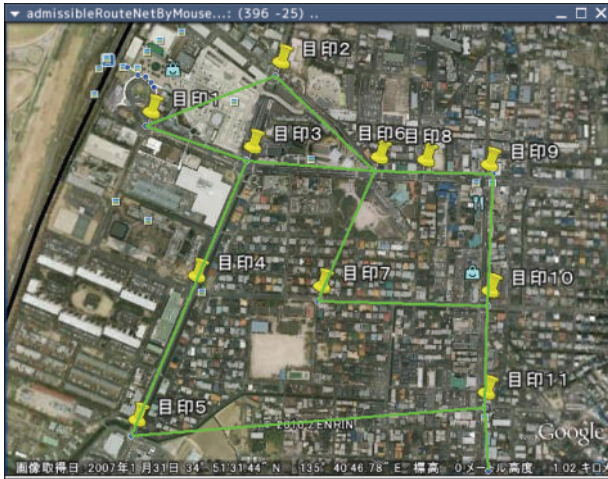 admissibleRouteNetByMouse...: (396 -25) ..
目印2
目印1
目印3
目印6
目印8
目印9
目印4
目印7
目印10
目印11
目印5
© 2010 ZENRIN
Google
画像取得日: 2007年1月31日 34° 51'31.44" N 135° 40'46.78" E 標高: 0メートル高度 1.02 キロメ